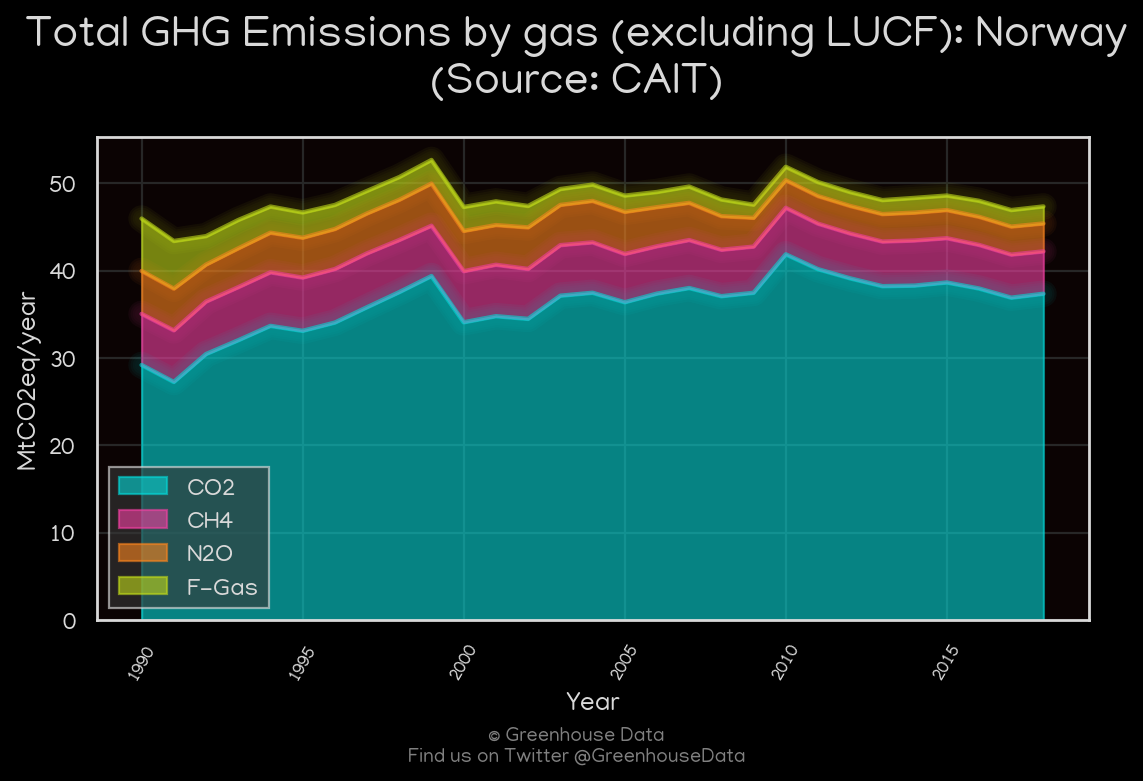 Total GHG Emissions by gas (excluding LUCF): Norway
(Source: CAIT)
MtCO2eq/year
50
40
30
20
10
0
CO2
CH4
N2O
F-Gas
1990
1995
2000
2005
2010
2015
Year
© Greenhouse Data
Find us on Twitter @GreenhouseData